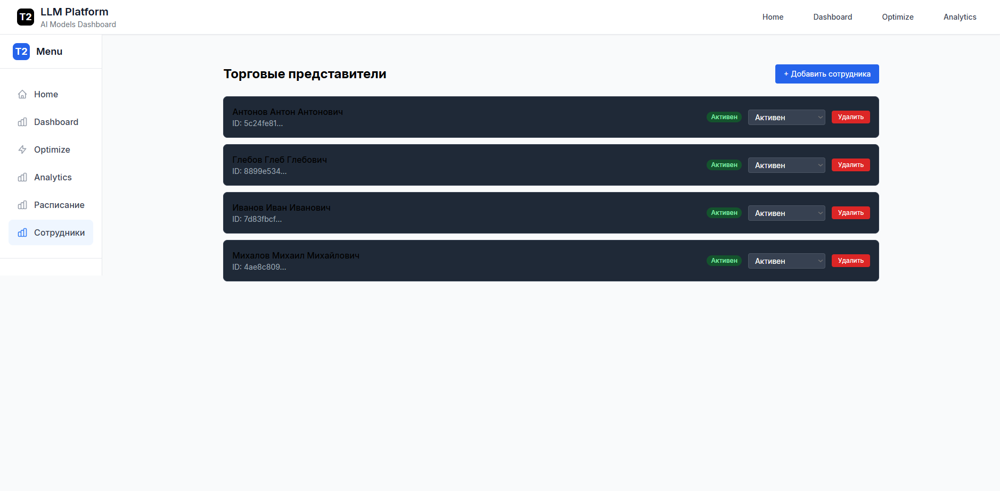 T2 LLM Platform
AI Models Dashboard
Home Dashboard Optimize Analytics
T2 Menu
Home
Dashboard
Optimize
Analytics
Расписание
Сотрудники
Торговые представители
+ Добавить сотрудника
Антонов Антон Антонович
ID: 5c24fe81...
Активен Активен Удалить
Глебов Глеб Глебович
ID: 8899e534...
Активен Активен Удалить
Иванов Иван Иванович
ID: 7d83fbcf...
Активен Активен Удалить
Михалов Михаил Михайлович
ID: 4ae8c809...
Активен Активен Удалить